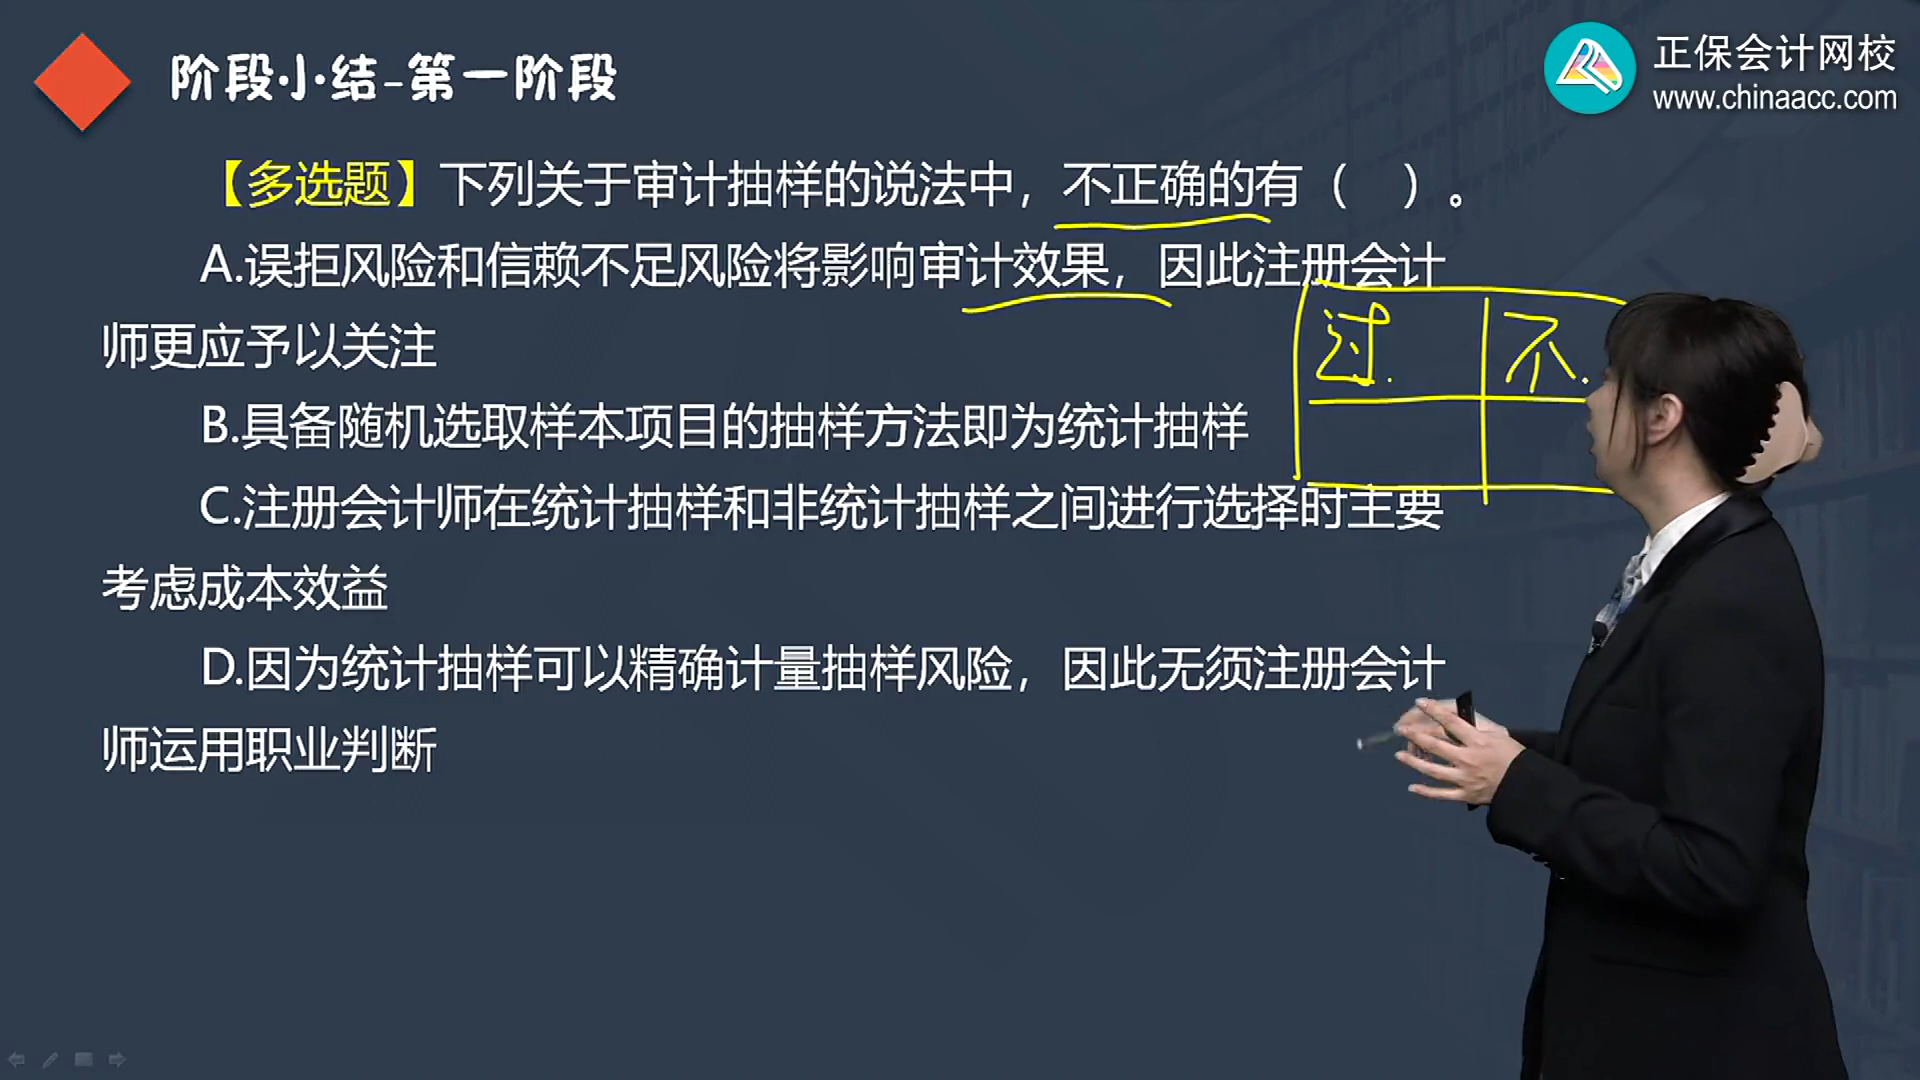 阶段小结-第一阶段
正保会计网校
www.chinaacc.com
【多选题】下列关于审计抽样的说法中，不正确的有（ ）。
A.误拒风险和信赖不足风险将影响审计效果，因此注册会计
师更应予以关注
过. 不.
B.具备随机选取样本项目的抽样方法即为统计抽样
C.注册会计师在统计抽样和非统计抽样之间进行选择时主要
考虑成本效益
D.因为统计抽样可以精确计量抽样风险，因此无须注册会计
师运用职业判断